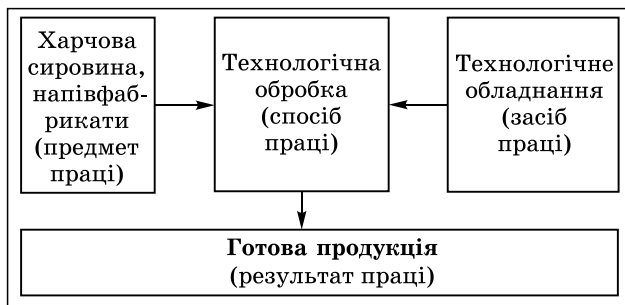 Харчова
сировина,
напівфаб-
рикати
(предмет
праці)
Технологічна
обробка
(спосіб
праці)
Технологічне
обладнання
(засіб
праці)
Готова продукція
(результат праці)